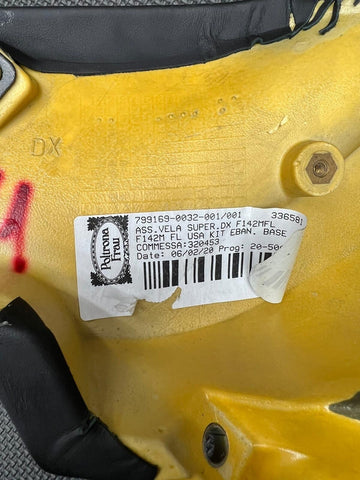 DX
799169-0032-001/001 336581
ASS.VELA SUPER.DX F142MFL
F142M FL USA KIT EBAN. BASE
COMMESSA:320453
Date: 06/02/20 Prog: 20-50
Poltrona
Frau